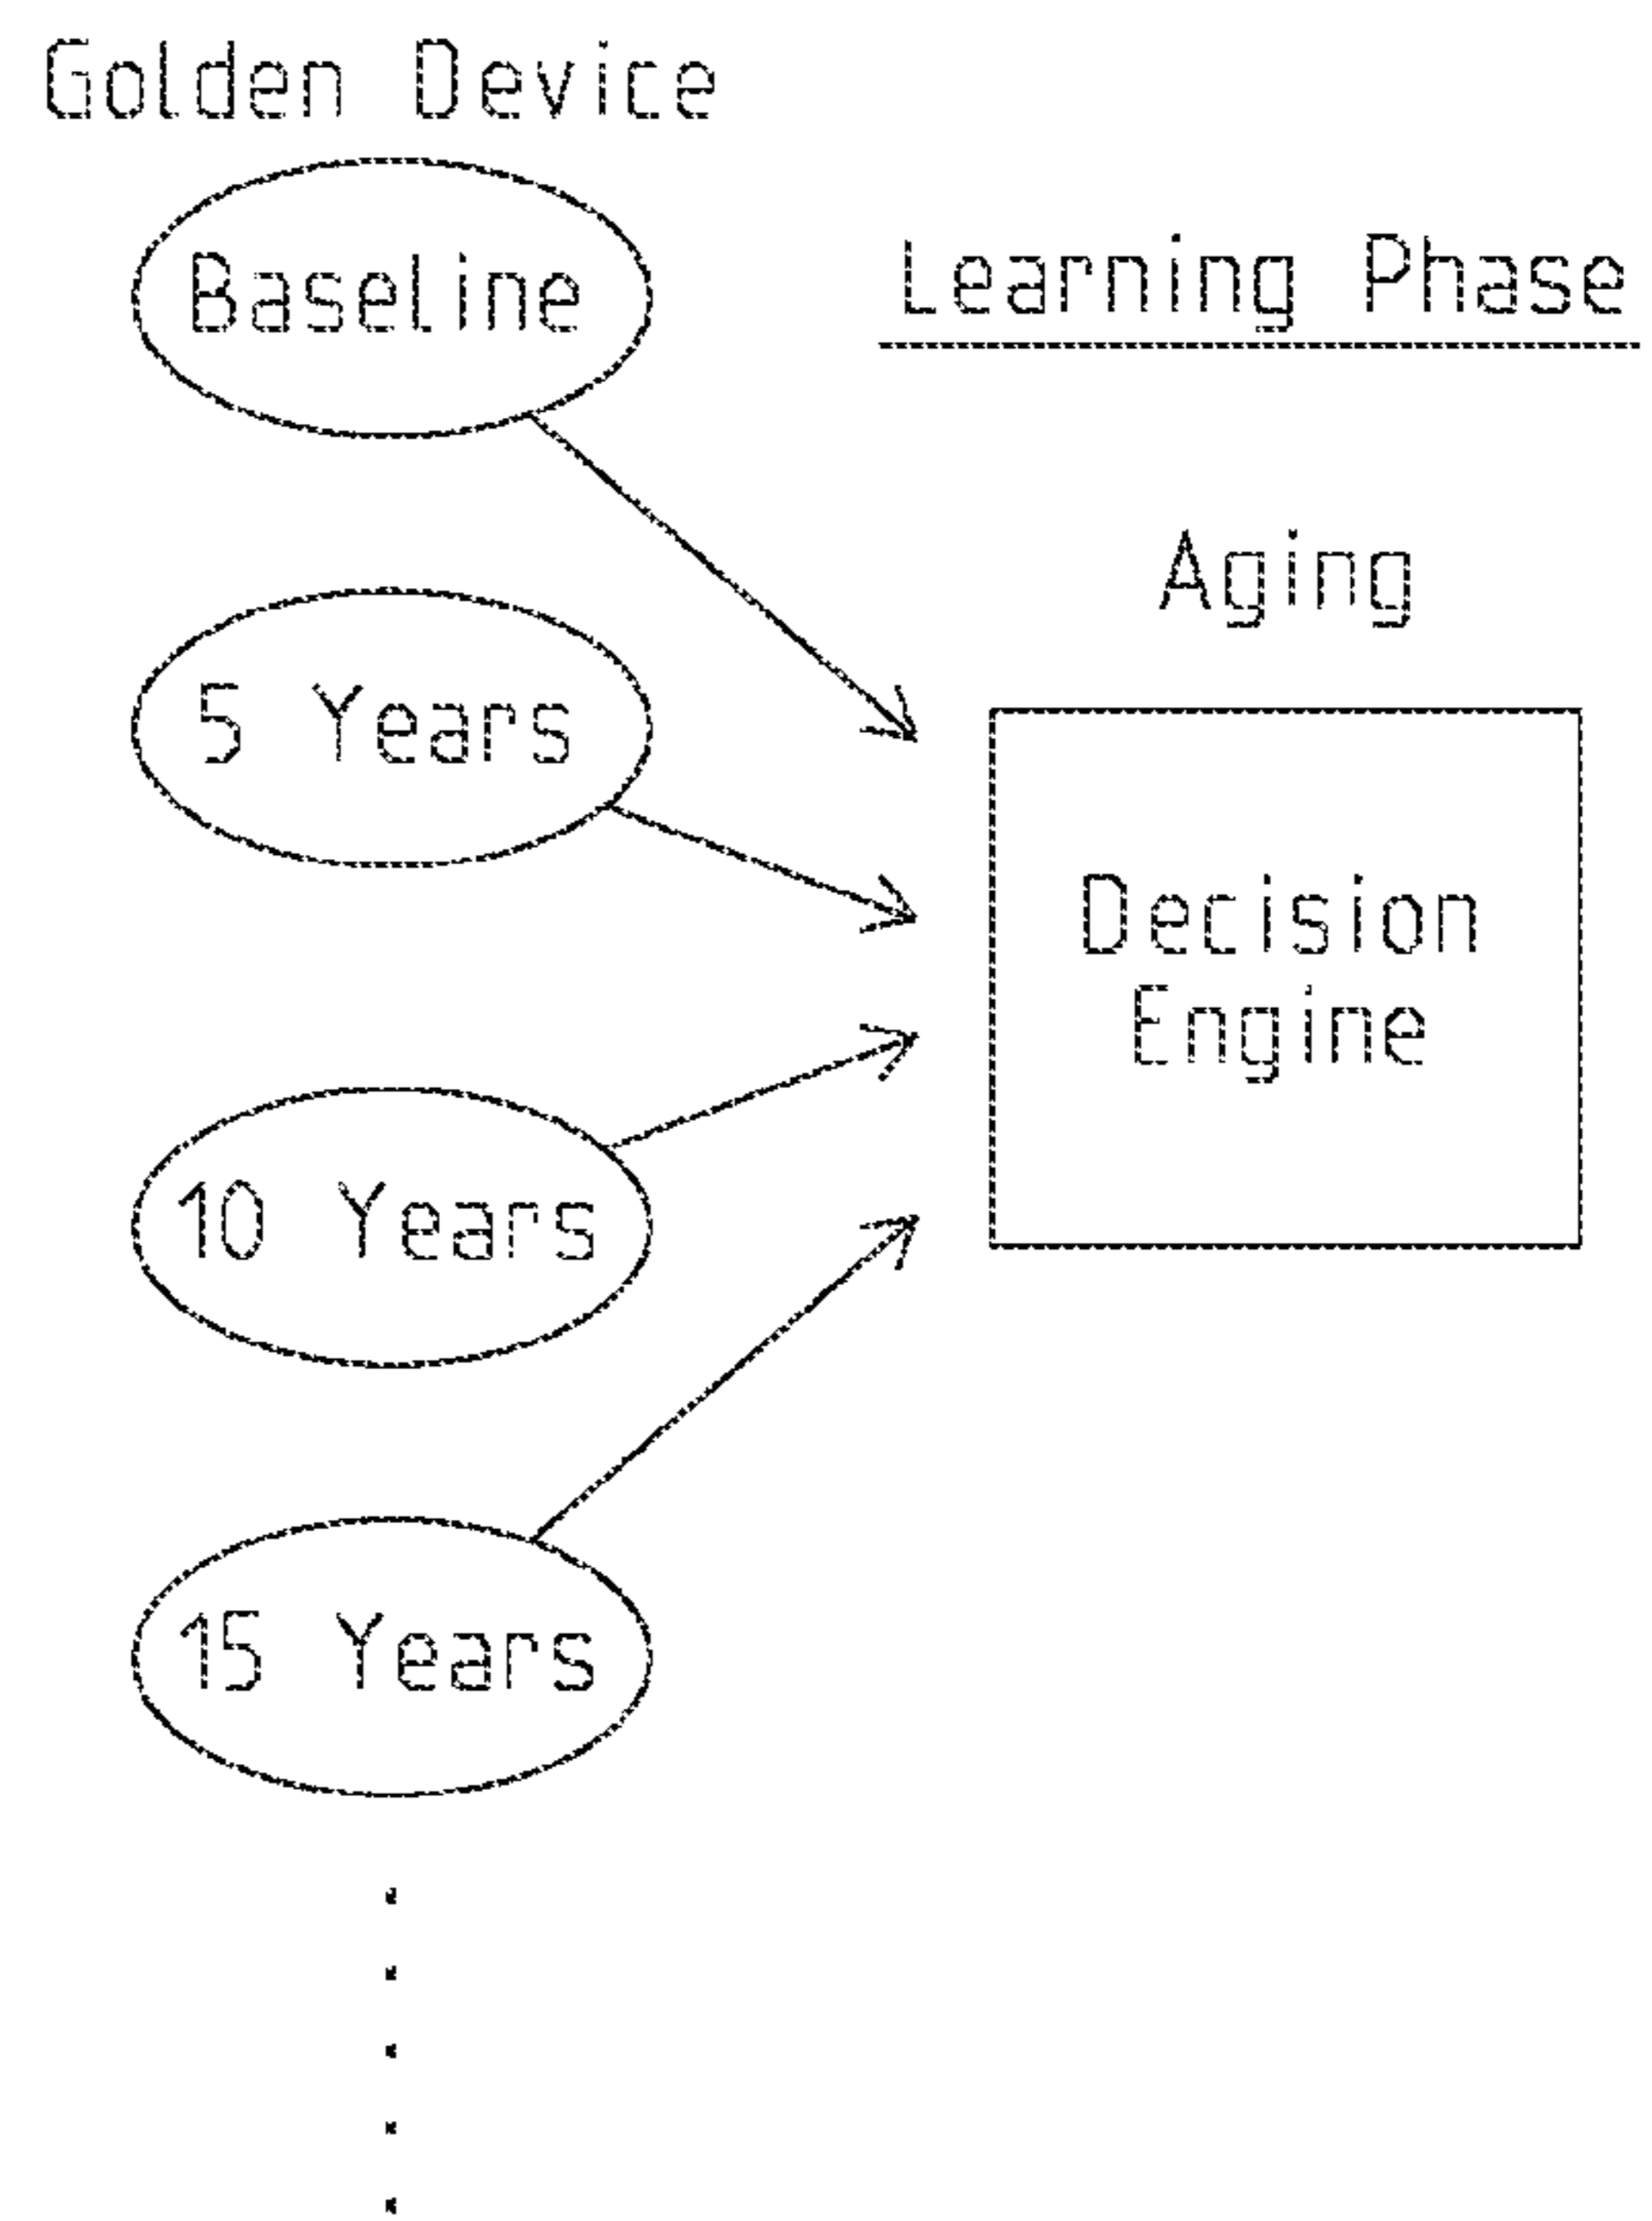 Golden Device
Baseline
Learning Phase
Aging
5 Years
Decision
Engine
10 Years
15 Years